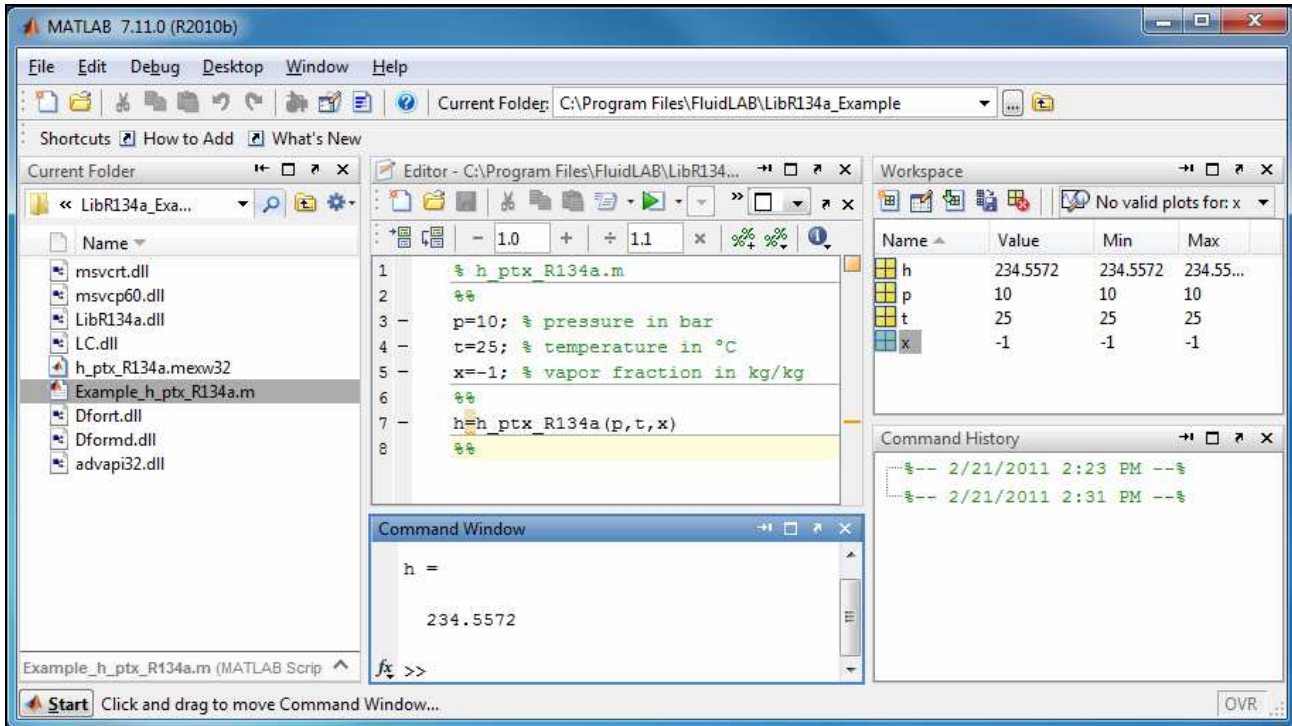 MATLAB 7.11.0 (R2010b)
File Edit Debug Desktop Window Help
Current Folder: C:\Program Files\FluidLAB\LibR134a_Example
Shortcuts How to Add What's New
Current Folder
« LibR134a_Exa...
Name
msvcrt.dll
msvcp60.dll
LibR134a.dll
LC.dll
h_ptx_R134a.mexw32
Example_h_ptx_R134a.m
Dforrt.dll
Dformd.dll
advapi32.dll
Example_h_ptx_R134a.m (MATLAB Scrip
Editor - C:\Program Files\FluidLAB\LibR134...
- 1.0 + ÷ 1.1 ×
1 % h_ptx_R134a.m
2 %%
3 - p=10; % pressure in bar
4 - t=25; % temperature in °C
5 - x=-1; % vapor fraction in kg/kg
6 %%
7 - h=h_ptx_R134a(p,t,x)
8 %%
Command Window
h =
234.5572
fx >>
Workspace
No valid plots for: x
Name Value Min Max
h 234.5572 234.5572 234.55...
p 10 10 10
t 25 25 25
x -1 -1 -1
Command History
%-- 2/21/2011 2:23 PM --%
%-- 2/21/2011 2:31 PM --%
Start Click and drag to move Command Window...
OVR